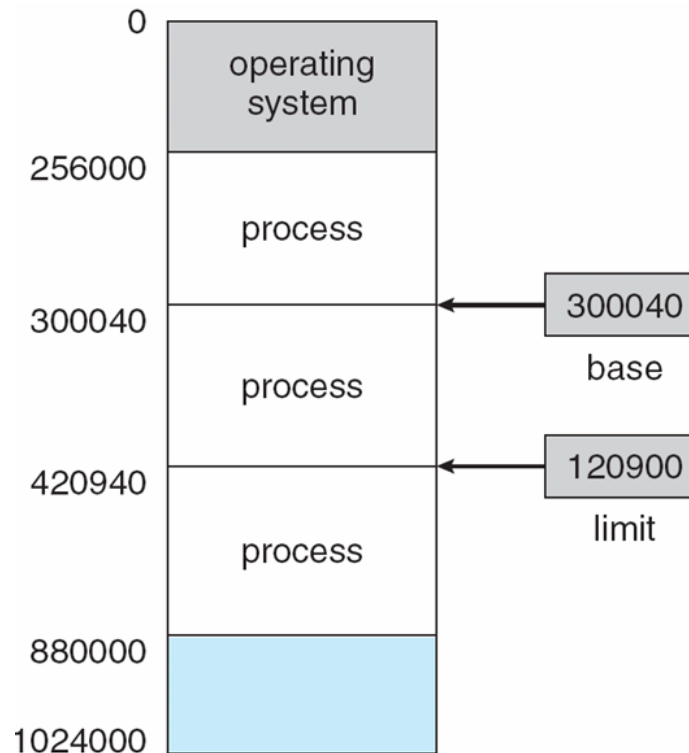 0
operating
system
256000
process
300040
300040
base
process
420940
120900
limit
process
880000
1024000